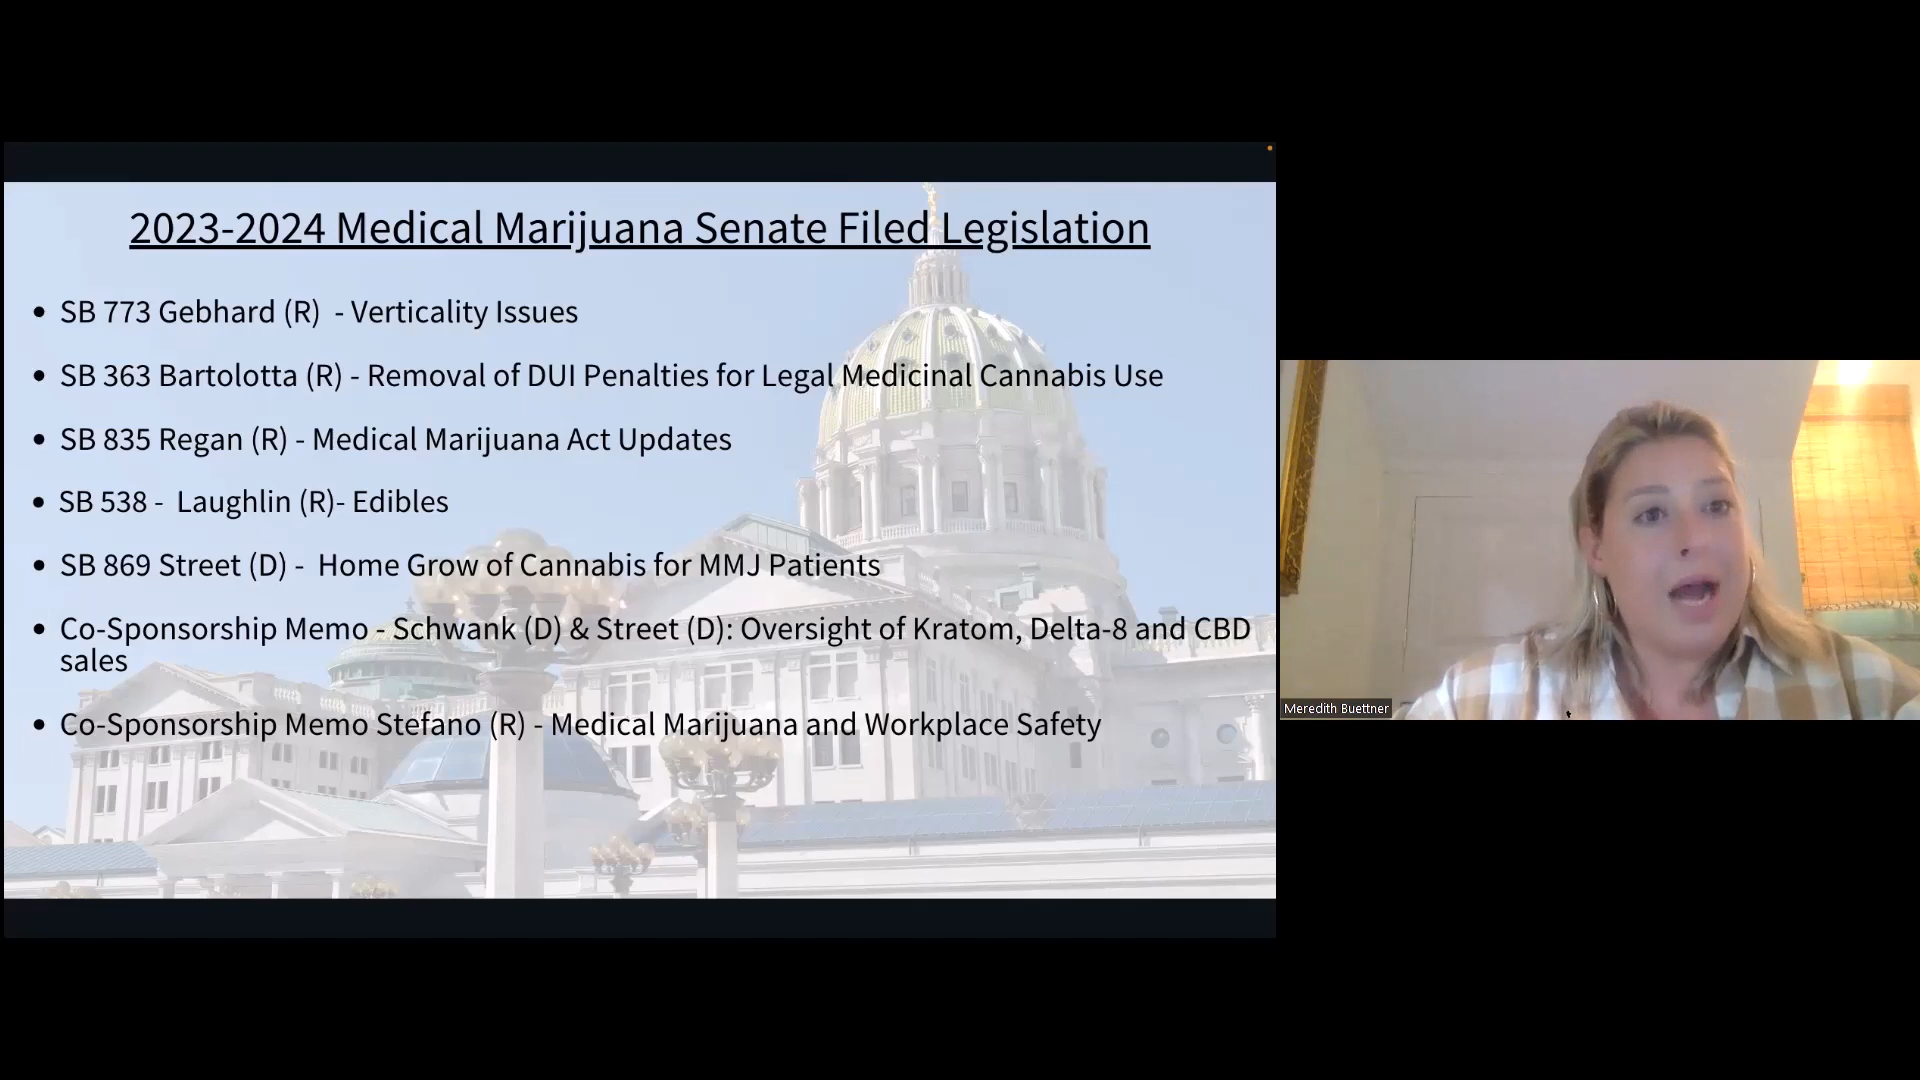 2023-2024 Medical Marijuana Senate Filed Legislation
• SB 773 Gebhard (R)  - Verticality Issues
• SB 363 Bartolotta (R) - Removal of DUI Penalties for Legal Medicinal Cannabis Use
• SB 835 Regan (R) - Medical Marijuana Act Updates
• SB 538 -  Laughlin (R)- Edibles
• SB 869 Street (D) -  Home Grow of Cannabis for MMJ Patients
• Co-Sponsorship Memo - Schwank (D) & Street (D): Oversight of Kratom, Delta-8 and CBD
sales
• Co-Sponsorship Memo Stefano (R) - Medical Marijuana and Workplace Safety
Meredith Buettner